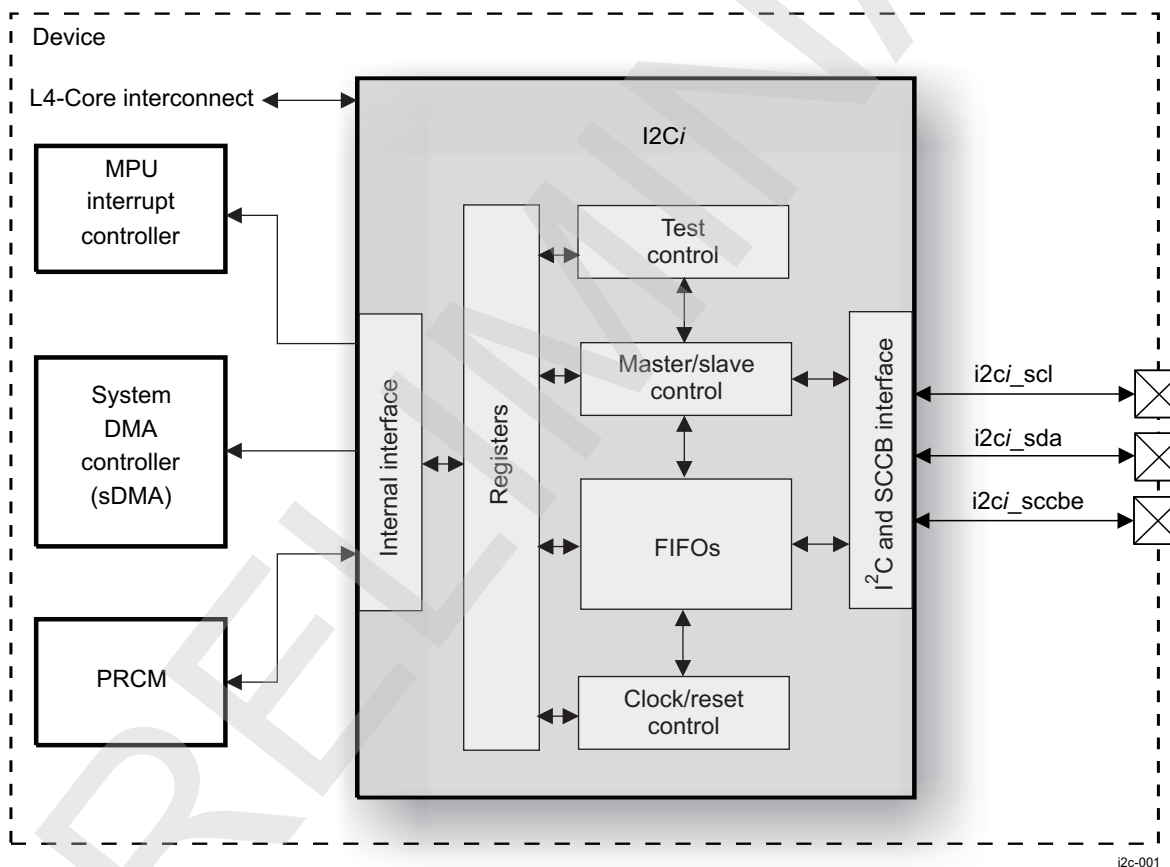 Device
L4-Core interconnect
I2Ci
MPU
interrupt
controller
Test
control
Master/slave
control
System
DMA
controller
(sDMA)
Internal interface
Registers
FIFOs
I²C and SCCB interface
i2ci_scl
i2ci_sda
i2ci_sccbe
PRCM
Clock/reset
control
i2c-001